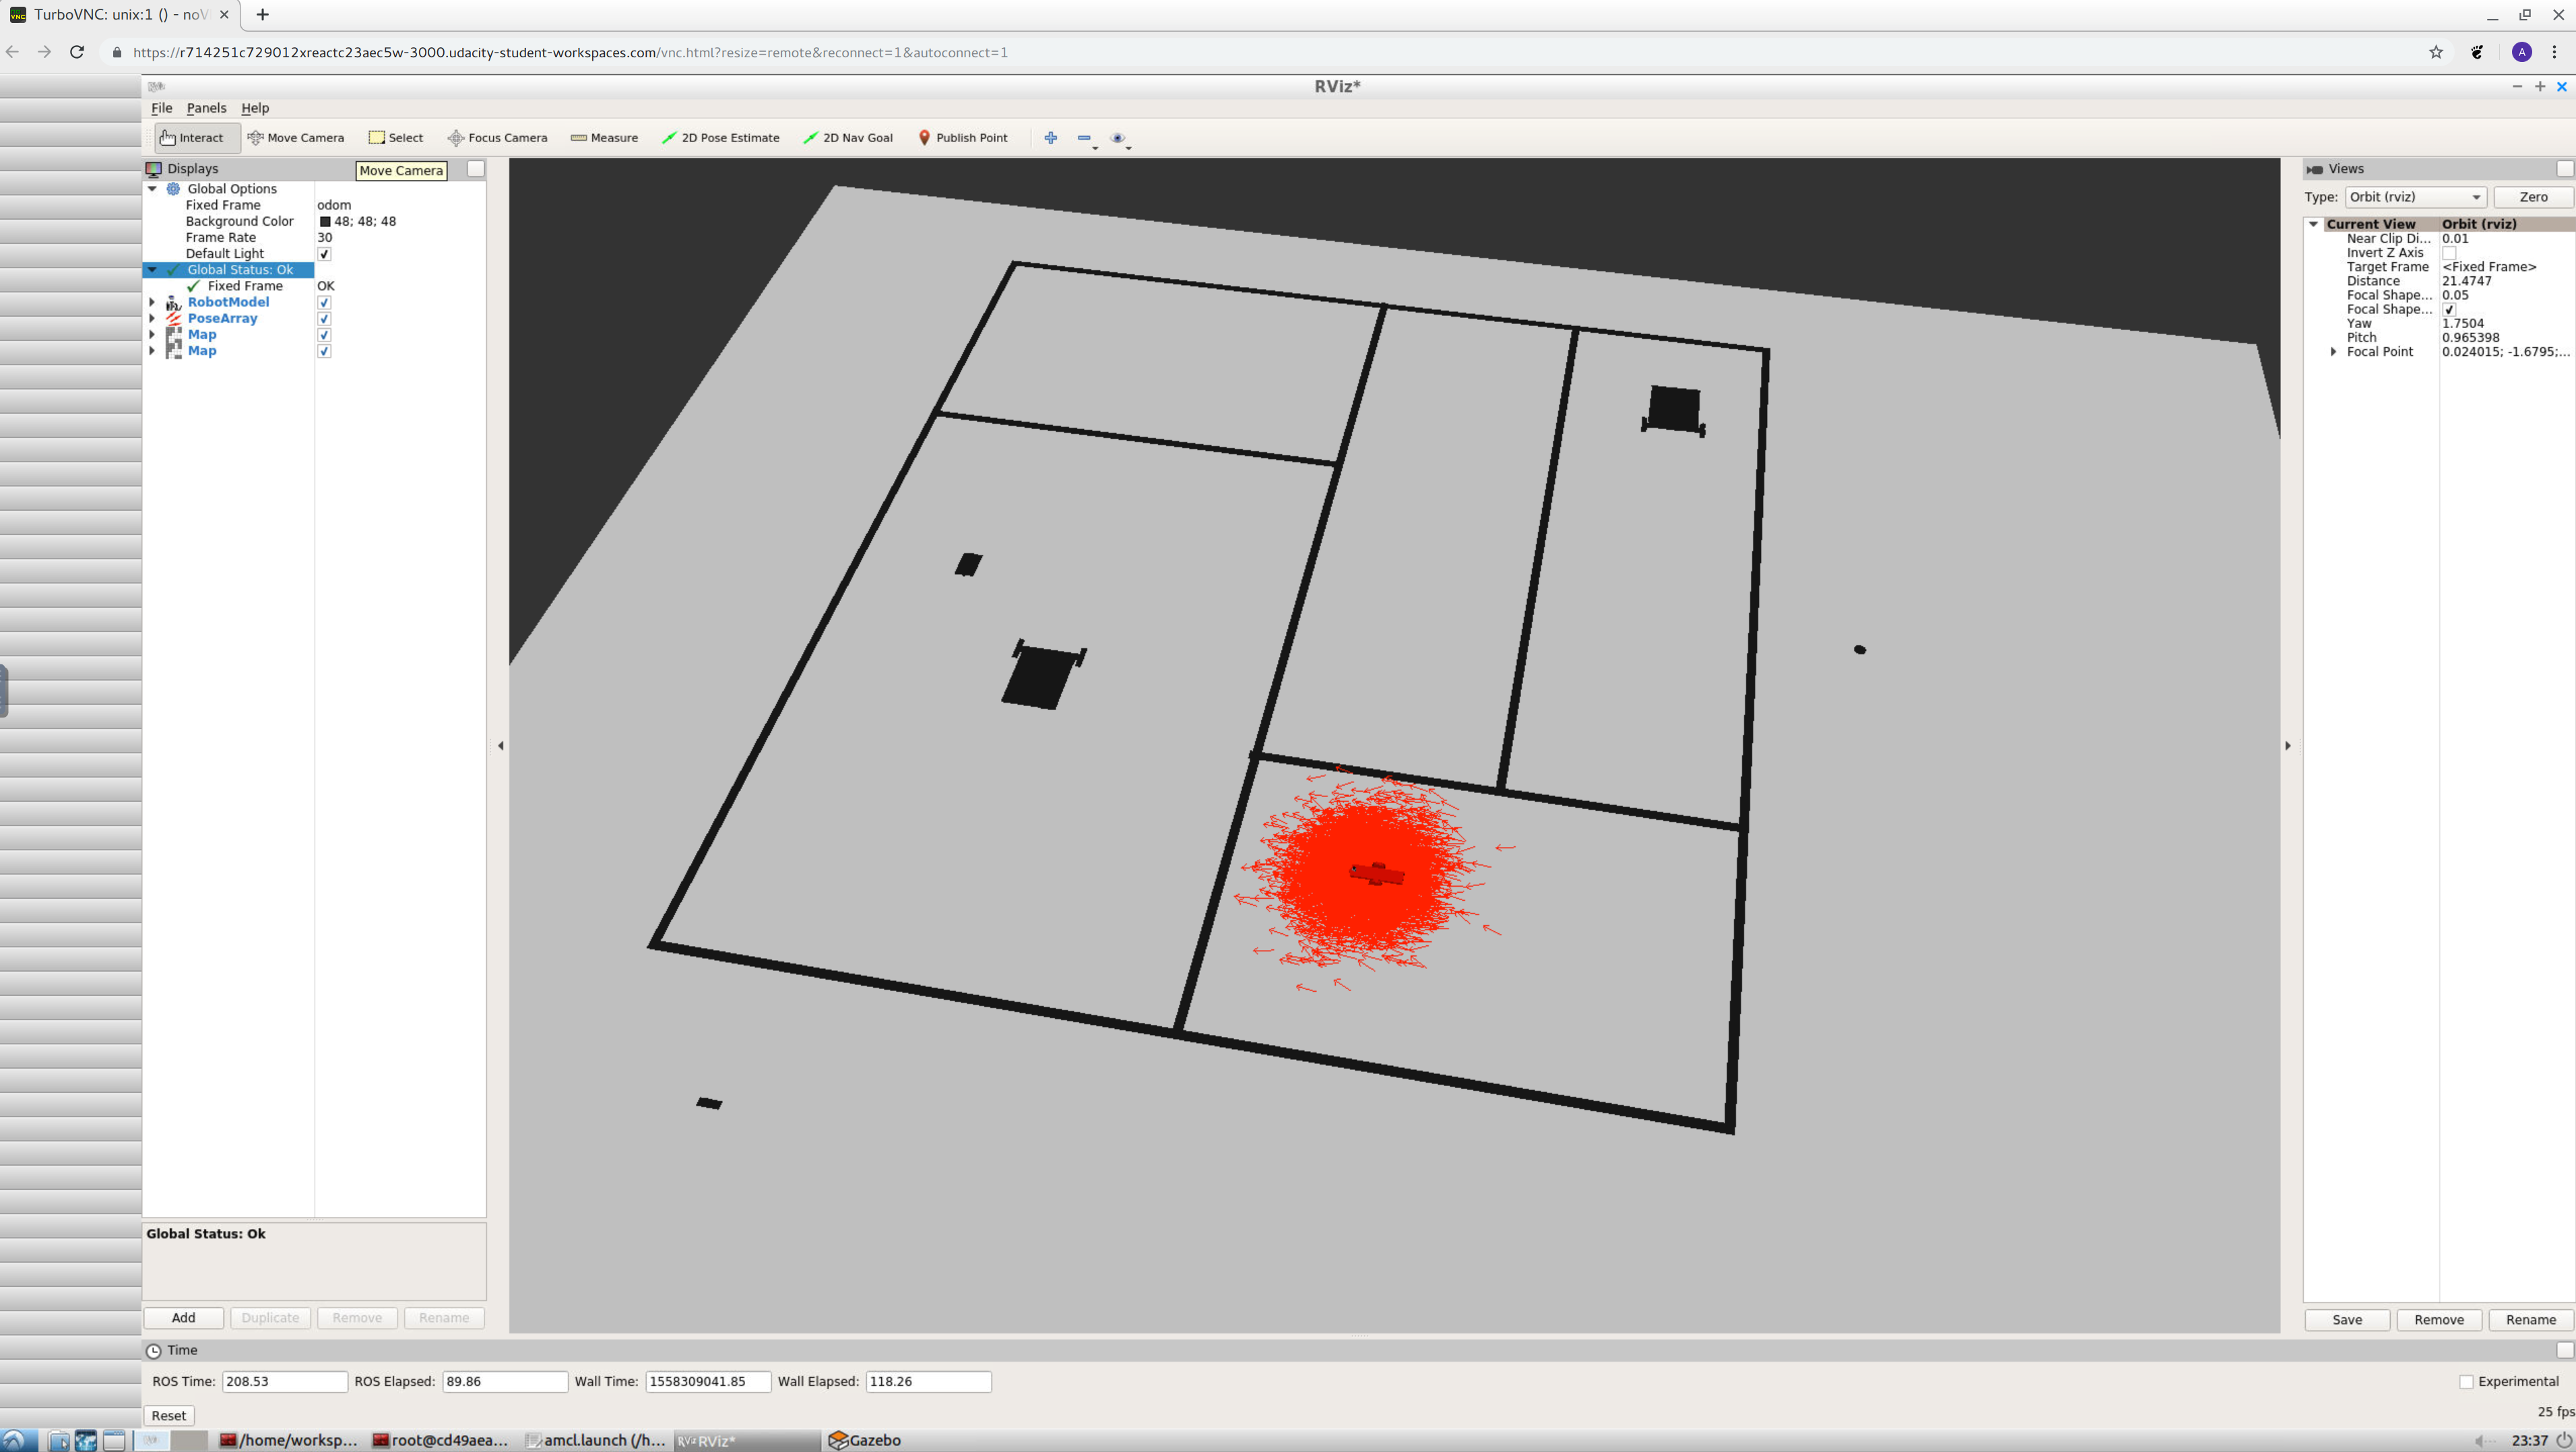 TurboVNC: unix:1 () - noV
https://r714251c729012xreactc23aec5w-3000.udacity-student-workspaces.com/vnc.html?resize=remote&reconnect=1&autoconnect=1
A
RViz*
File Panels Help
Interact Move Camera Select Focus Camera Measure 2D Pose Estimate 2D Nav Goal Publish Point
Displays
Move Camera
Global Options
Fixed Frame odom
Background Color 48; 48; 48
Frame Rate 30
Default Light
Global Status: Ok
Fixed Frame OK
RobotModel
PoseArray
Map
Map
Global Status: Ok
Add Duplicate Remove Rename
Views
Type: Orbit (rviz) Zero
Current View Orbit (rviz)
Near Clip Di... 0.01
Invert Z Axis
Target Frame <Fixed Frame>
Distance 21.4747
Focal Shape... 0.05
Focal Shape...
Yaw 1.7504
Pitch 0.965398
Focal Point 0.024015; -1.6795;...
Save Remove Rename
Time
ROS Time: 208.53 ROS Elapsed: 89.86 Wall Time: 1558309041.85 Wall Elapsed: 118.26 Experimental
Reset 25 fps
/home/worksp... root@cd49aea... amcl.launch (/h... RViz* Gazebo 23:37